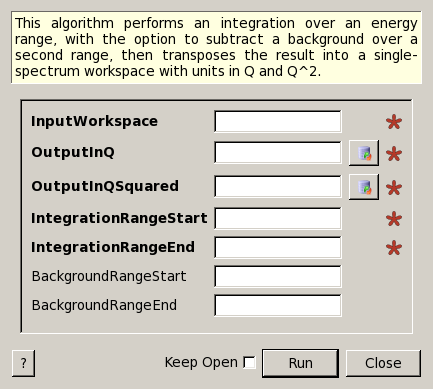 This algorithm performs an integration over an energy
range, with the option to subtract a background over a
second range, then transposes the result into a single-
spectrum workspace with units in Q and Q^2.
InputWorkspace
OutputInQ
OutputInQSquared
IntegrationRangeStart
IntegrationRangeEnd
BackgroundRangeStart
BackgroundRangeEnd
? Keep Open Run Close